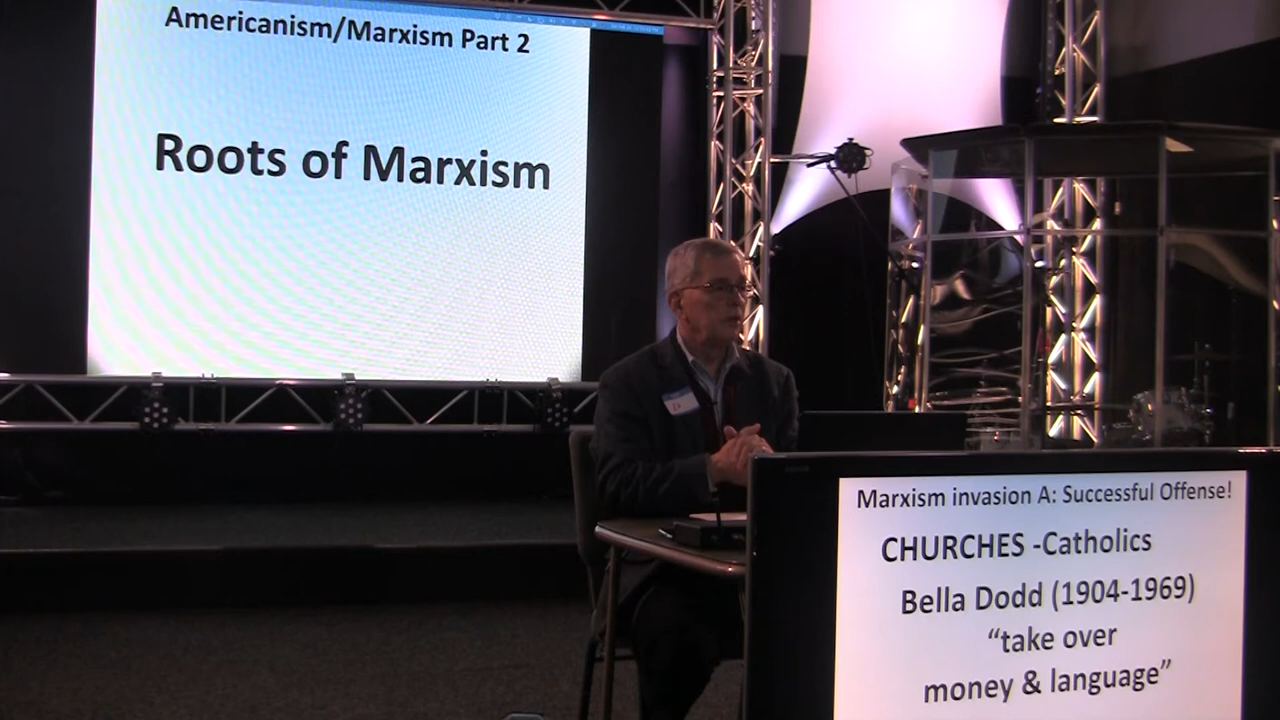 Americanism/Marxism Part 2
Roots of Marxism
Marxism invasion A: Successful Offense!
CHURCHES -Catholics
Bella Dodd (1904-1969)
“take over
money & language”